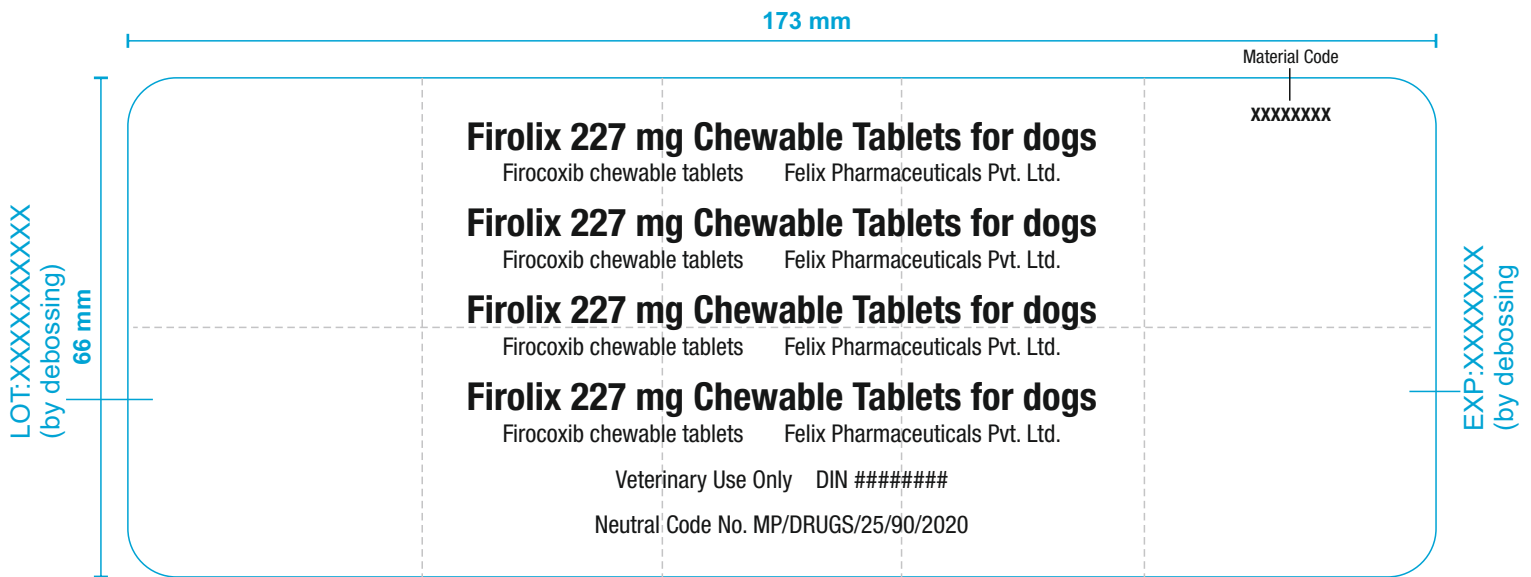 173 mm
Material Code
XXXXXXXX
Firolix 227 mg Chewable Tablets for dogs
Firocoxib chewable tablets Felix Pharmaceuticals Pvt. Ltd.
Firolix 227 mg Chewable Tablets for dogs
Firocoxib chewable tablets Felix Pharmaceuticals Pvt. Ltd.
Firolix 227 mg Chewable Tablets for dogs
Firocoxib chewable tablets Felix Pharmaceuticals Pvt. Ltd.
Firolix 227 mg Chewable Tablets for dogs
Firocoxib chewable tablets Felix Pharmaceuticals Pvt. Ltd.
Veterinary Use Only DIN ########
Neutral Code No. MP/DRUGS/25/90/2020
LOT:XXXXXXXXXX
(by debossing)
66 mm
EXP:XXXXXXX
(by debossing